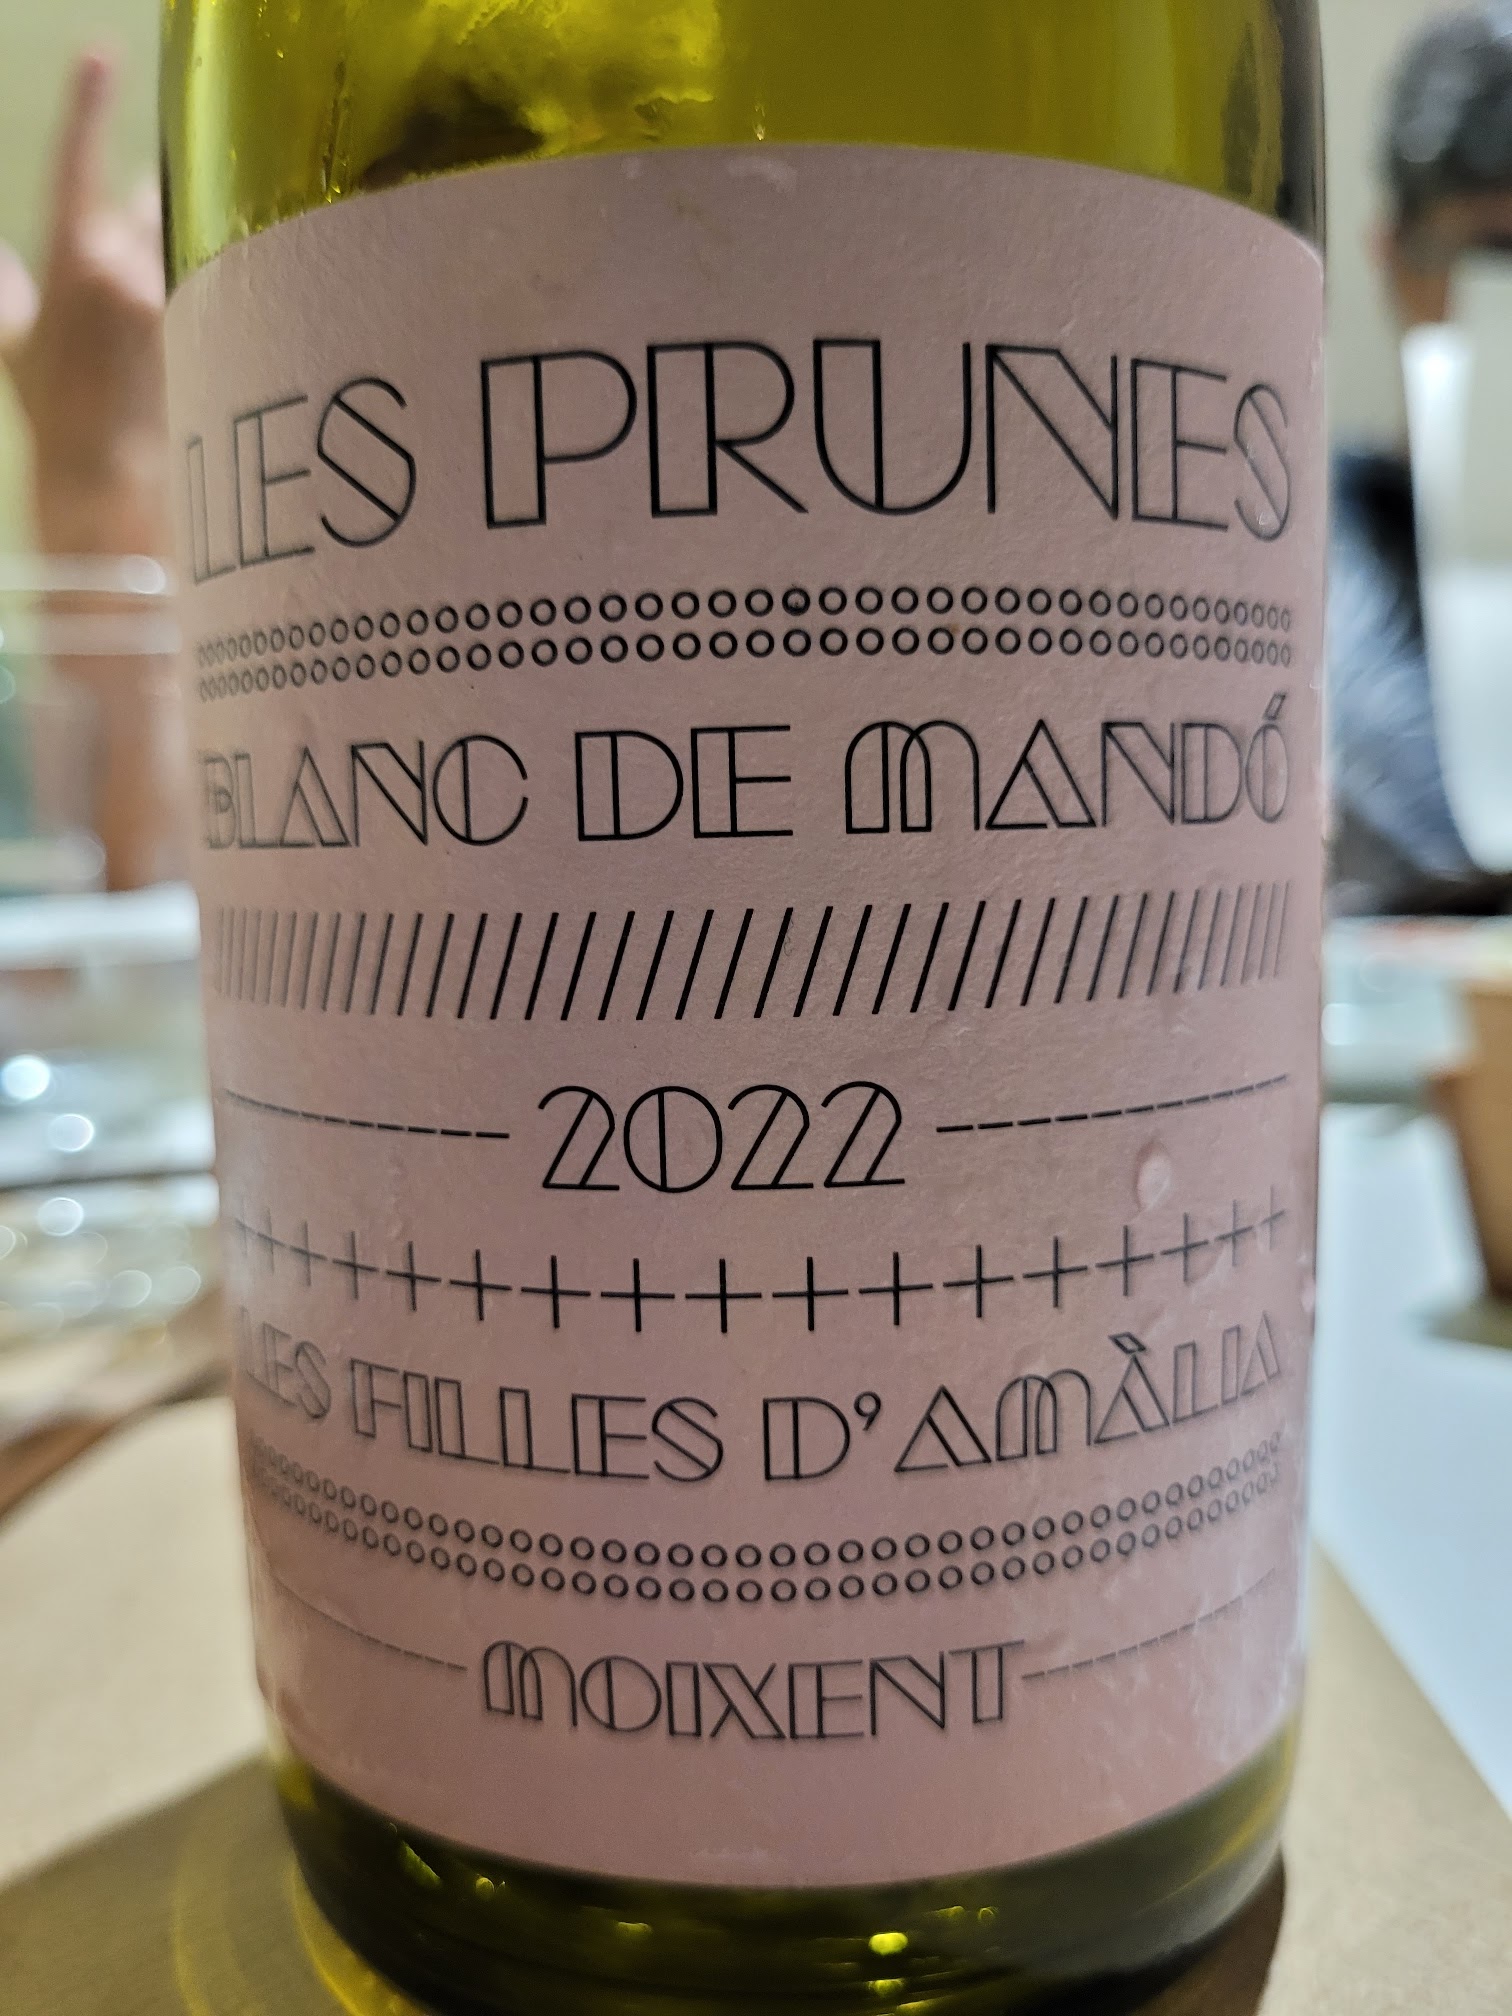 LES PRUNES
BLANC DE MANDÓ
2022
LES FILLES D'AMÀLIA
MOIXENT